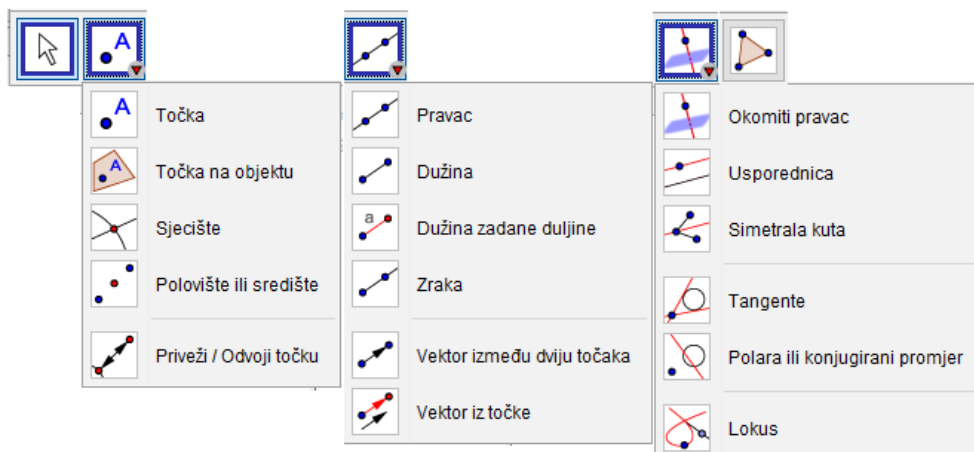 A
A
Točka
A
Točka na objektu
Sjecište
Polovište ili središte
Priveži / Odvoji točku
Pravac
Dužina
a
Dužina zadane duljine
Zraka
Vektor između dviju točaka
Vektor iz točke
Okomiti pravac
Usporednica
Simetrala kuta
Tangente
Polara ili konjugirani promjer
Lokus